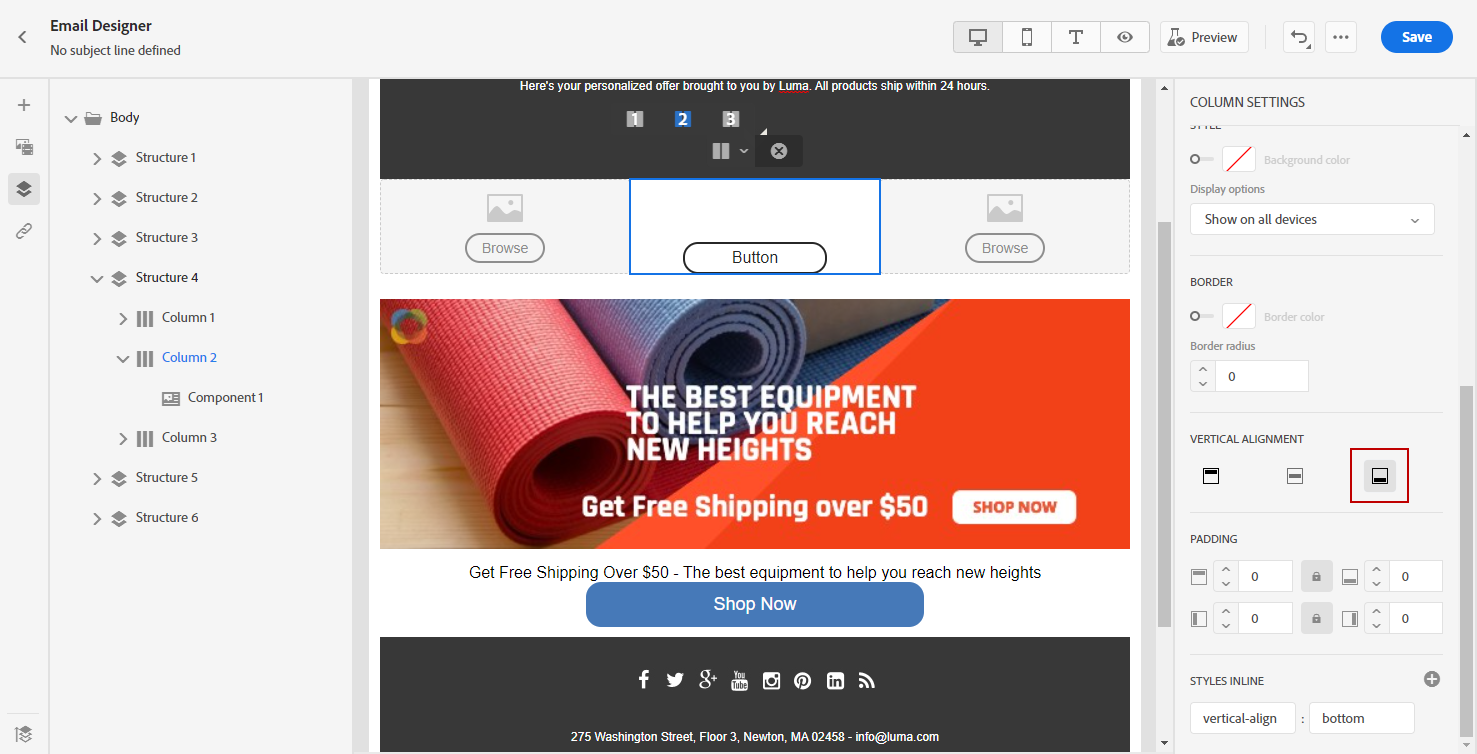 Email Designer
No subject line defined
Preview
Save
Body
Structure 1
Structure 2
Structure 3
Structure 4
Column 1
Column 2
Component 1
Column 3
Structure 5
Structure 6
Here's your personalized offer brought to you by Luma. All products ship within 24 hours.
1 2 3
Browse
Button
Browse
THE BEST EQUIPMENT
TO HELP YOU REACH
NEW HEIGHTS
Get Free Shipping over $50
SHOP NOW
Get Free Shipping Over $50 - The best equipment to help you reach new heights
Shop Now
You Tube
275 Washington Street, Floor 3, Newton, MA 02458 - info@luma.com
COLUMN SETTINGS
STYLE
Background color
Display options
Show on all devices
BORDER
Border color
Border radius
0
VERTICAL ALIGNMENT
PADDING
0 0
0 0
STYLES INLINE
vertical-align : bottom